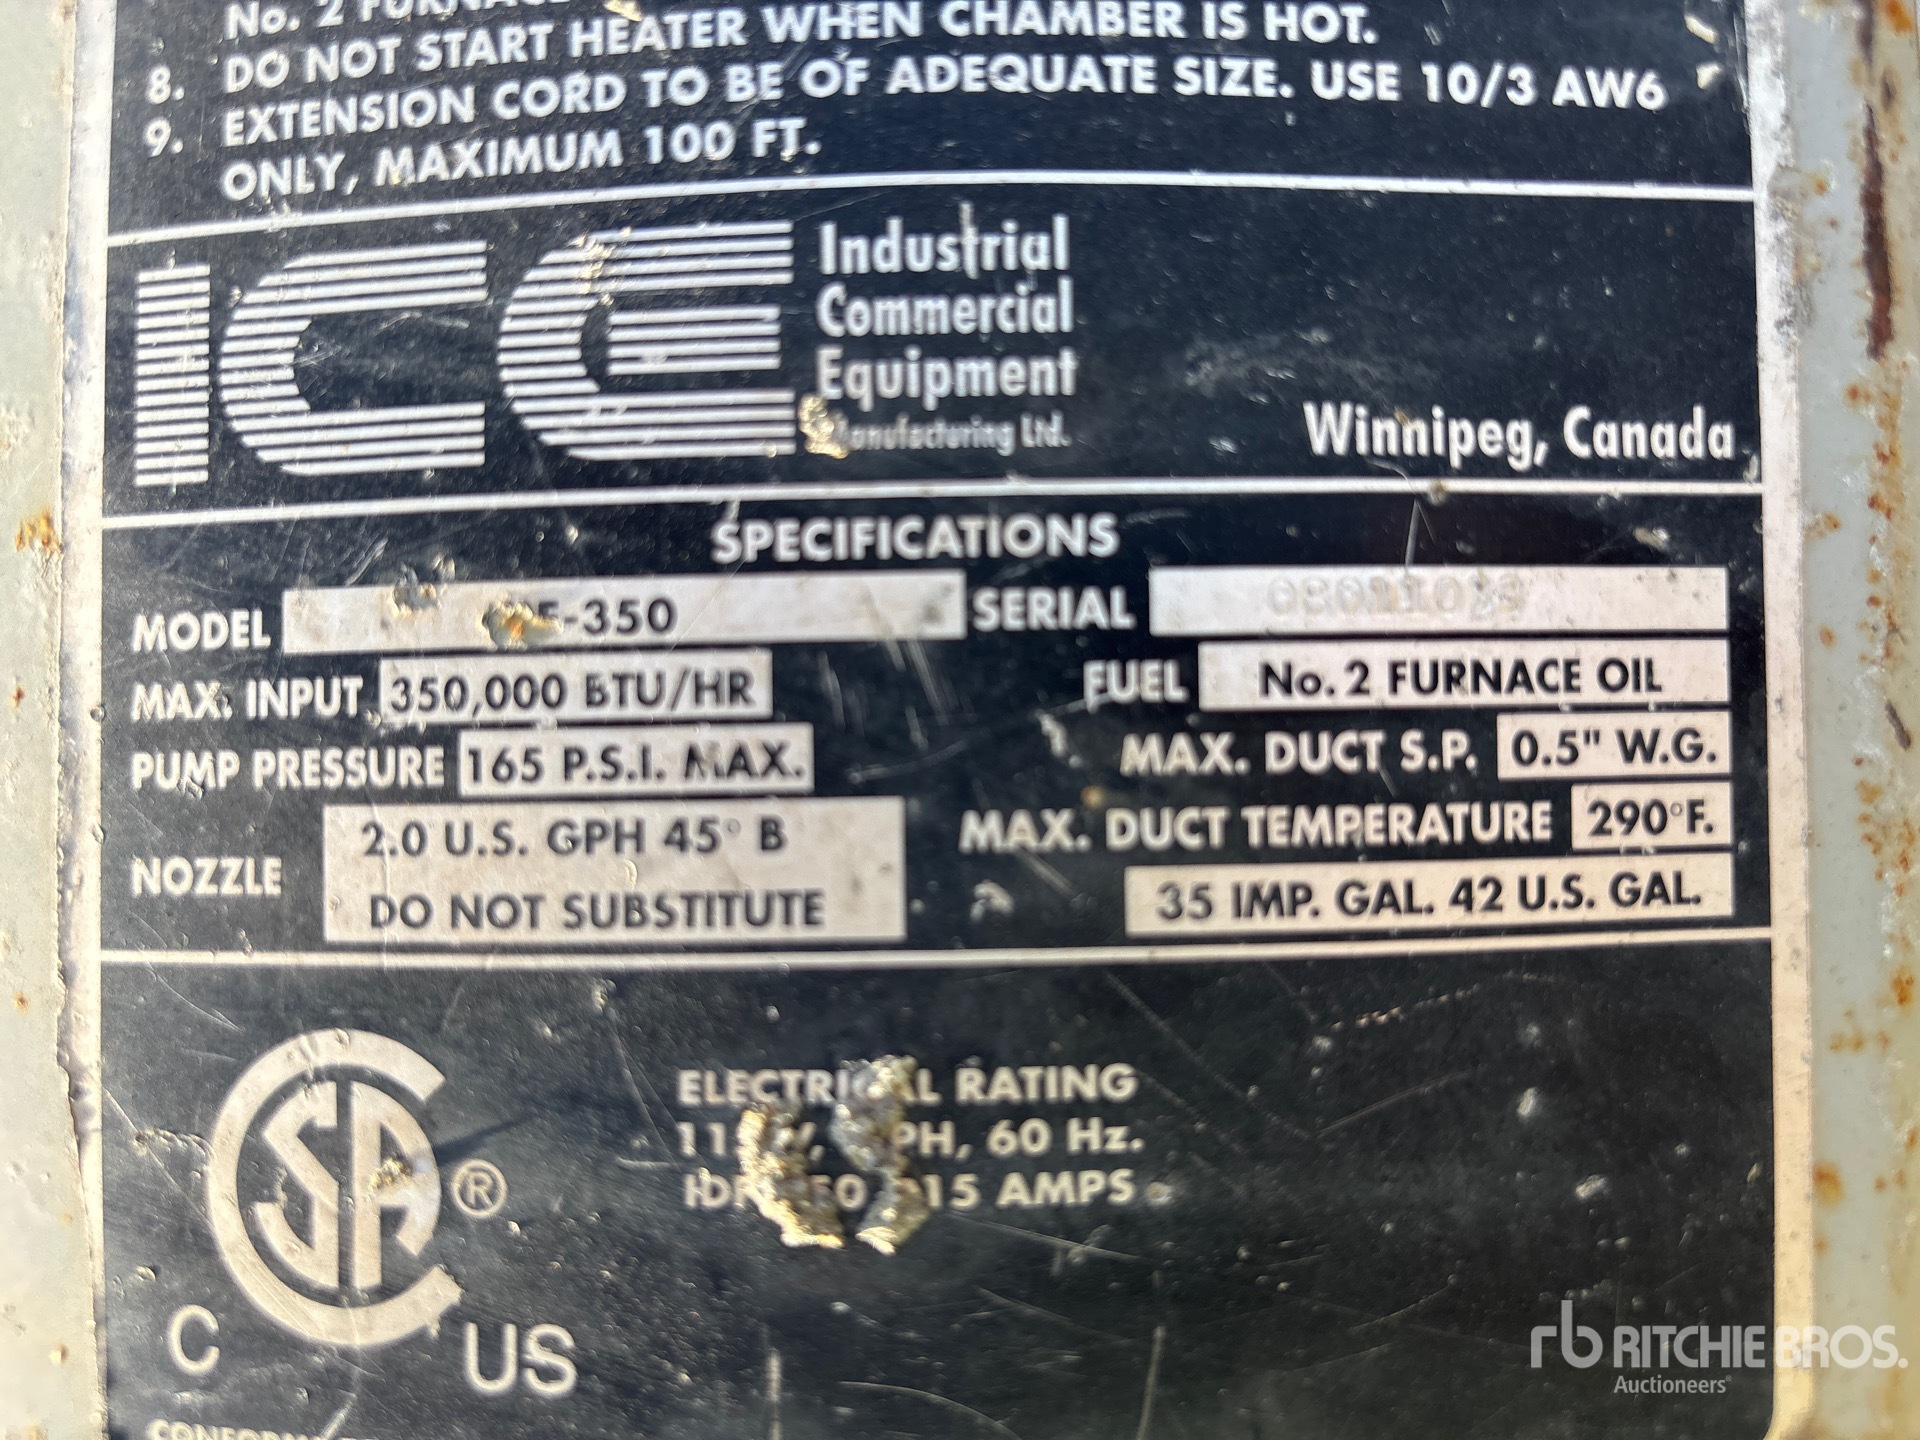 No. 2
8. DO NOT START HEATER WHEN CHAMBER IS HOT.
9. EXTENSION CORD TO BE OF ADEQUATE SIZE. USE 10/3 AW6
ONLY, MAXIMUM 100 FT.
ICE
Industrial
Commercial
Equipment
Manufacturing Ltd.
Winnipeg, Canada
SPECIFICATIONS
MODEL -350 SERIAL
MAX. INPUT 350,000 BTU/HR FUEL No. 2 FURNACE OIL
PUMP PRESSURE 165 P.S.I. MAX. MAX. DUCT S.P. 0.5" W.G.
NOZZLE 2.0 U.S. GPH 45° B MAX. DUCT TEMPERATURE 290°F.
DO NOT SUBSTITUTE 35 IMP. GAL. 42 U.S. GAL.
ELECTRICAL RATING
PH, 60 Hz.
15 AMPS
CSA ®
C US
rb RITCHIE BROS.
Auctioneers